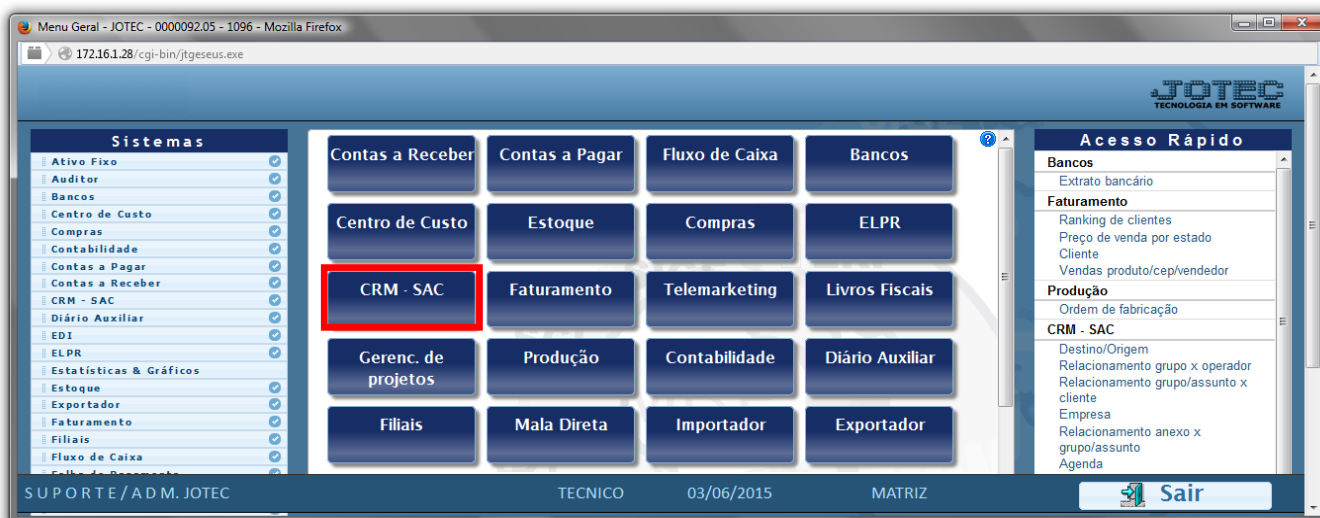 Menu Geral - JOTEC - 0000092.05 - 1096 - Mozilla Firefox
172.16.1.28/cgi-bin/jtgeseus.exe
JOTEC
TECNOLOGIA EM SOFTWARE
Sistemas
Ativo Fixo
Auditor
Bancos
Centro de Custo
Compras
Contabilidade
Contas a Pagar
Contas a Receber
CRM - SAC
Diário Auxiliar
EDI
ELPR
Estatísticas & Gráficos
Estoque
Exportador
Faturamento
Filiais
Fluxo de Caixa
Folha de Pagamento
Contas a Receber
Contas a Pagar
Fluxo de Caixa
Bancos
Centro de Custo
Estoque
Compras
ELPR
CRM - SAC
Faturamento
Telemarketing
Livros Fiscais
Gerenc. de
projetos
Produção
Contabilidade
Diário Auxiliar
Filiais
Mala Direta
Importador
Exportador
Acesso Rápido
Bancos
Extrato bancário
Faturamento
Ranking de clientes
Preço de venda por estado
Cliente
Vendas produto/cep/vendedor
Produção
Ordem de fabricação
CRM - SAC
Destino/Origem
Relacionamento grupo x operador
Relacionamento grupo/assunto x
cliente
Empresa
Relacionamento anexo x
grupo/assunto
Agenda
SUPORTE/ADM. JOTEC
TECNICO
03/06/2015
MATRIZ
Sair